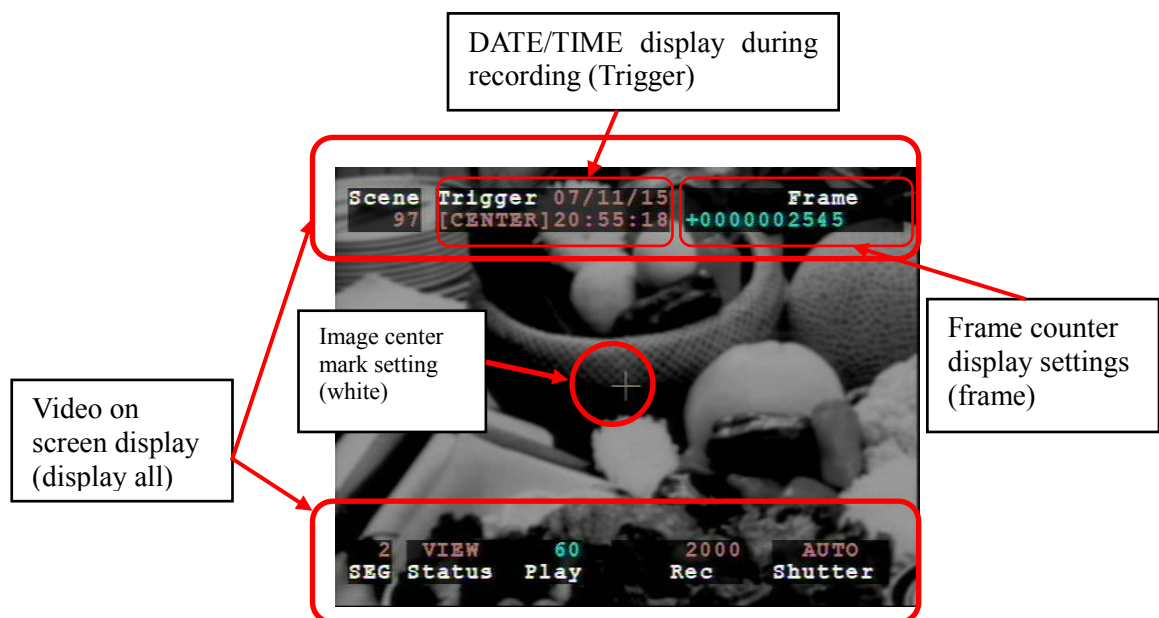 DATE/TIME display during
recording (Trigger)
Scene Trigger 07/11/15 Frame
97 [CENTER]20:55:18 +0000002545
Image center
mark setting
(white)
Frame counter
display settings
(frame)
Video on
screen display
(display all)
2 VIEW 60 2000 AUTO
SEG Status Play Rec Shutter